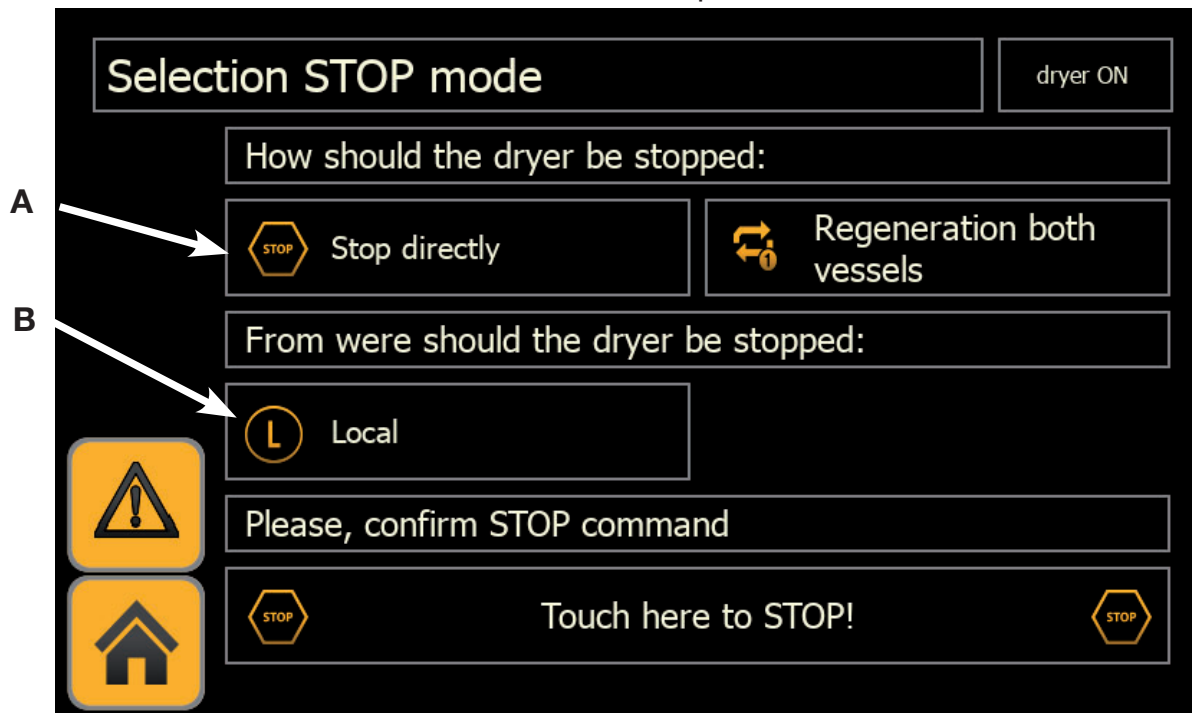 Selection STOP mode
dryer ON
How should the dryer be stopped:
A
STOP
Stop directly
1
Regeneration both
vessels
B
From were should the dryer be stopped:
L
Local
Please, confirm STOP command
STOP
Touch here to STOP!
STOP